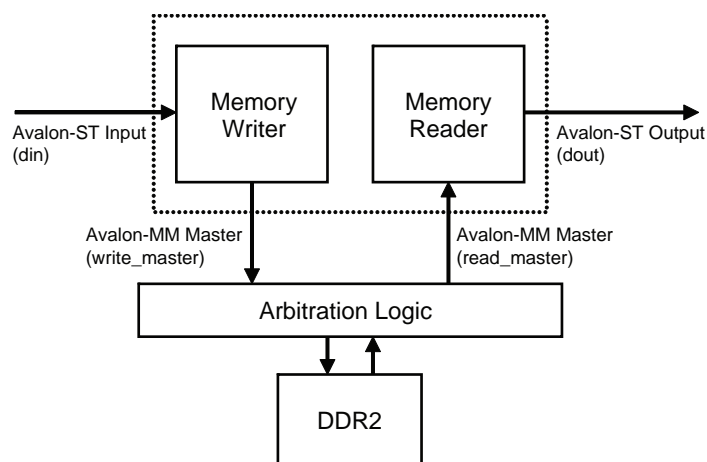 Memory
Writer
Memory
Reader
Avalon-ST Input
(din)
Avalon-ST Output
(dout)
Avalon-MM Master
(write_master)
Avalon-MM Master
(read_master)
Arbitration Logic
DDR2